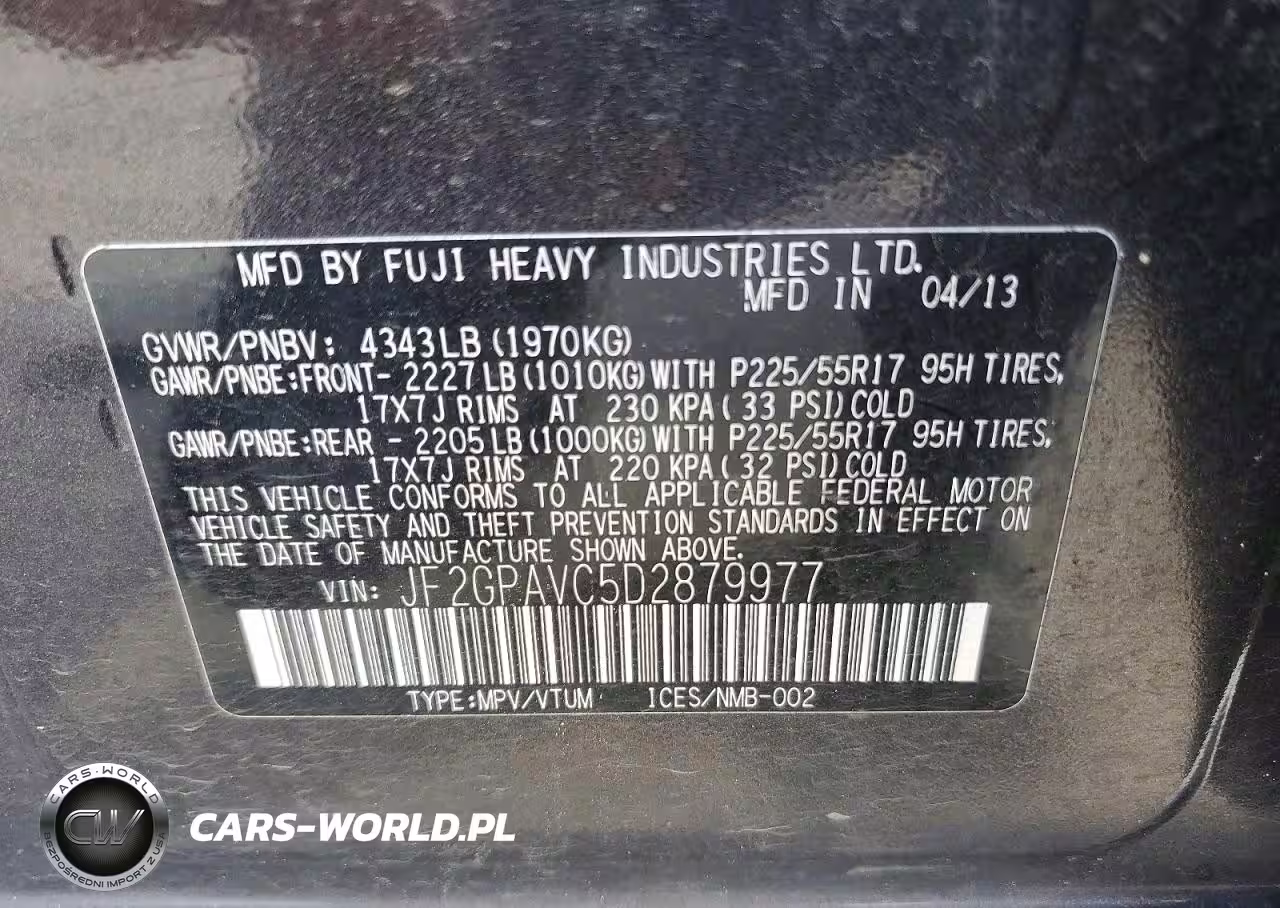 MFD BY FUJI HEAVY INDUSTRIES LTD.
MFD IN 04/13
GVWR/PNBV: 4343LB (1970KG)
GAWR/PNBE:FRONT- 2227LB(1010KG)WITH P225/55R17 95H TIRES,
17X7J RIMS AT 230 KPA(33 PSI)COLD
GAWR/PNBE:REAR - 2205LB(1000KG)WITH P225/55R17 95H TIRES,
17X7J RIMS AT 220 KPA(32 PSI)COLD
THIS VEHICLE CONFORMS TO ALL APPLICABLE FEDERAL MOTOR
VEHICLE SAFETY AND THEFT PREVENTION STANDARDS IN EFFECT ON
THE DATE OF MANUFACTURE SHOWN ABOVE.
VIN: JF2GPAVC5D2879977
TYPE:MPV/VTUM ICES/NMB-002
CARS-WORLD
CW
BEZPOŚREDNI IMPORT Z USA
CARS-WORLD.PL